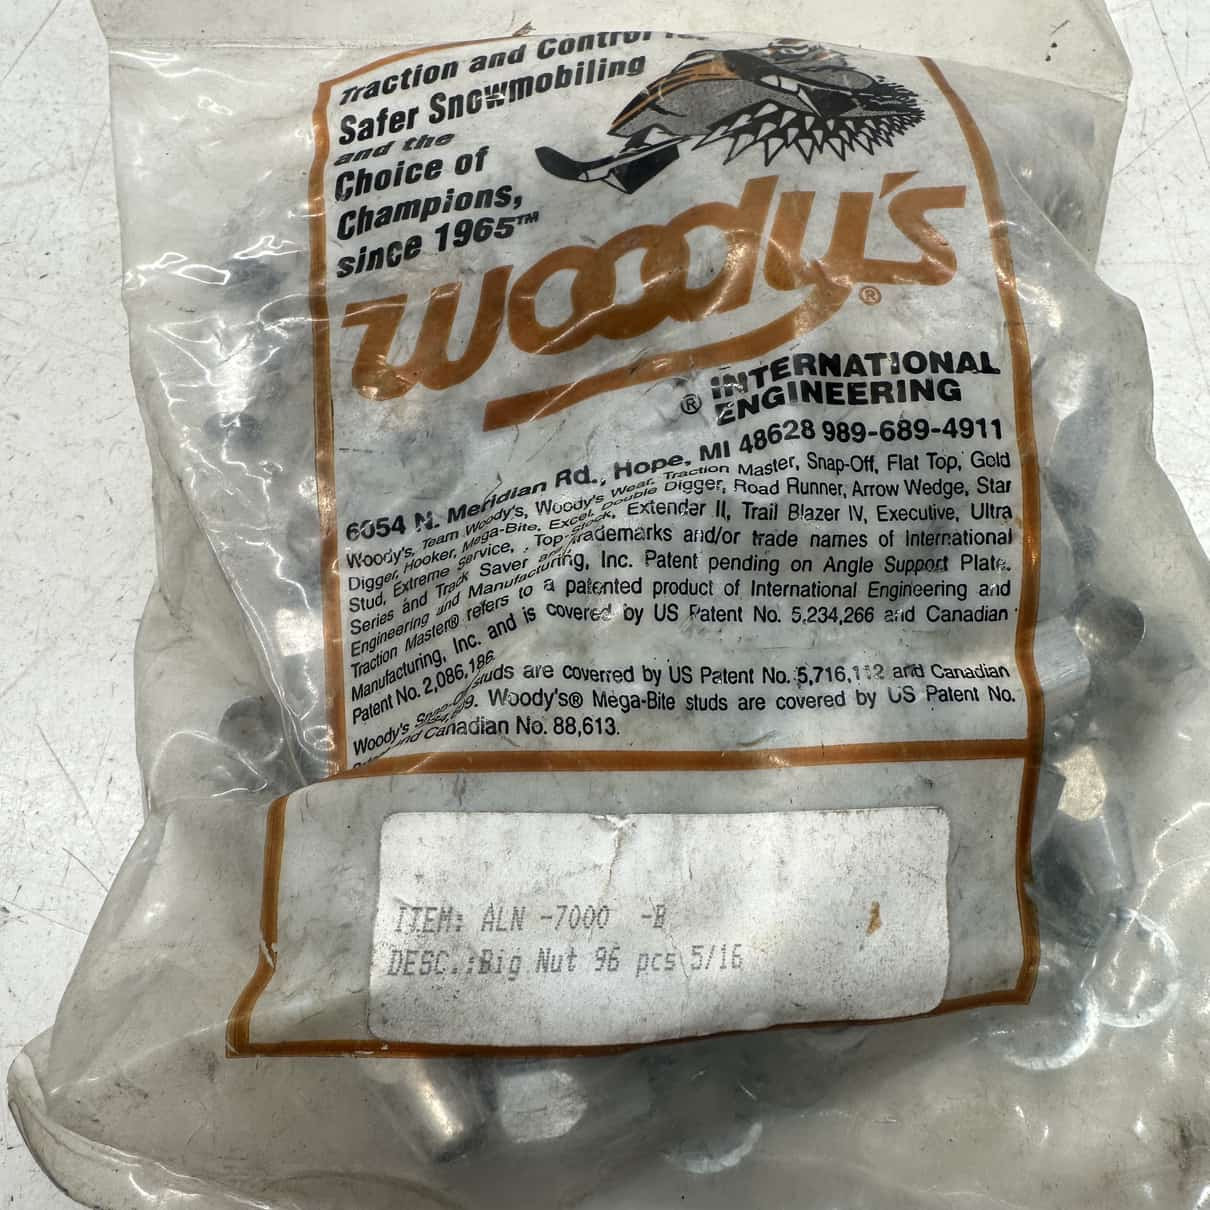 Traction and Control
Safer Snowmobiling
and the
Choice of
Champions,
since 1965™
woody's®
® INTERNATIONAL
ENGINEERING
6054 N. Meridian Rd., Hope, MI 48628 989-689-4911
Woody's, Team Woody's, Woody's Wear, Traction Master, Snap-Off, Flat Top, Gold
Digger, Hooker, Mega-Bite, Excel, Double Digger, Road Runner, Arrow Wedge, Star
Stud, Extreme Service, Top-Stock, Extender II, Trail Blazer IV, Executive, Ultra
Series and Track Saver are trademarks and/or trade names of International
Engineering and Manufacturing, Inc. Patent pending on Angle Support Plate.
Traction Master® refers to a patented product of International Engineering and
Manufacturing, Inc. and is covered by US Patent No. 5,234,266 and Canadian
Patent No. 2,086,186.
Woody's Snap-Off studs are covered by US Patent No. 5,716,112 and Canadian
Woody's® Mega-Bite studs are covered by US Patent No.
and Canadian No. 88,613.
ITEM: ALN -7000 -B
DESC.:Big Nut 96 pcs 5/16